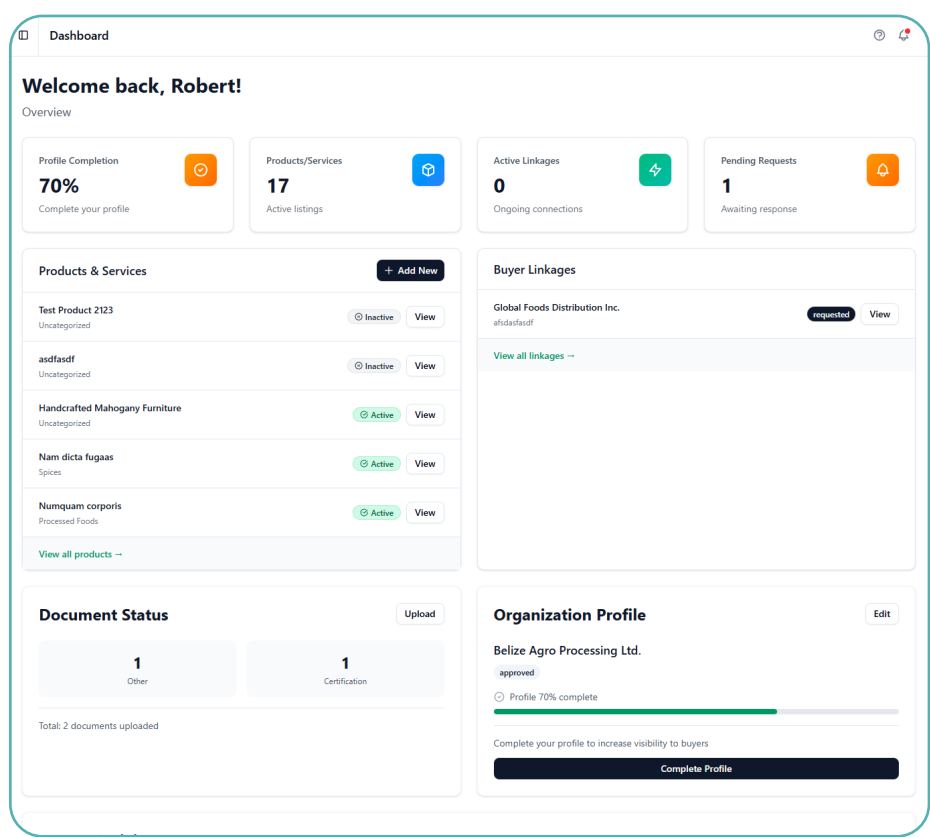 Dashboard
Welcome back, Robert!
Overview
Profile Completion
70%
Complete your profile
Products/Services
17
Active listings
Active Linkages
0
Ongoing connections
Pending Requests
1
Awaiting response
Products & Services
+ Add New
Test Product 2123
Uncategorized
Inactive
View
asdfasdf
Uncategorized
Inactive
View
Handcrafted Mahogany Furniture
Uncategorized
Active
View
Nam dicta fugaas
Spices
Active
View
Numquam corporis
Processed Foods
Active
View
View all products →
Buyer Linkages
Global Foods Distribution Inc.
afsdasfasdf
requested
View
View all linkages →
Document Status
Upload
1
Other
1
Certification
Total: 2 documents uploaded
Organization Profile
Edit
Belize Agro Processing Ltd.
approved
Profile 70% complete
Complete your profile to increase visibility to buyers
Complete Profile